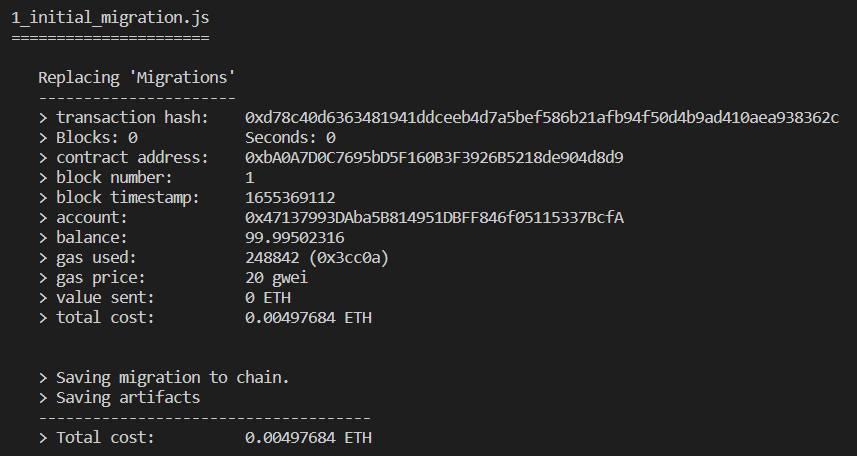 1_initial_migration.js
======================
Replacing 'Migrations'
----------------------
> transaction hash:    0xd78c40d6363481941ddceeb4d7a5bef586b21afb94f50d4b9ad410aea938362c
> Blocks: 0            Seconds: 0
> contract address:    0xbA0A7D0C7695bD5F160B3F3926B5218de904d8d9
> block number:        1
> block timestamp:     1655369112
> account:             0x47137993DAba5B814951DBFF846f05115337BcfA
> balance:             99.99502316
> gas used:            248842 (0x3cc0a)
> gas price:           20 gwei
> value sent:          0 ETH
> total cost:          0.00497684 ETH
> Saving migration to chain.
> Saving artifacts
-------------------------------------
> Total cost:          0.00497684 ETH